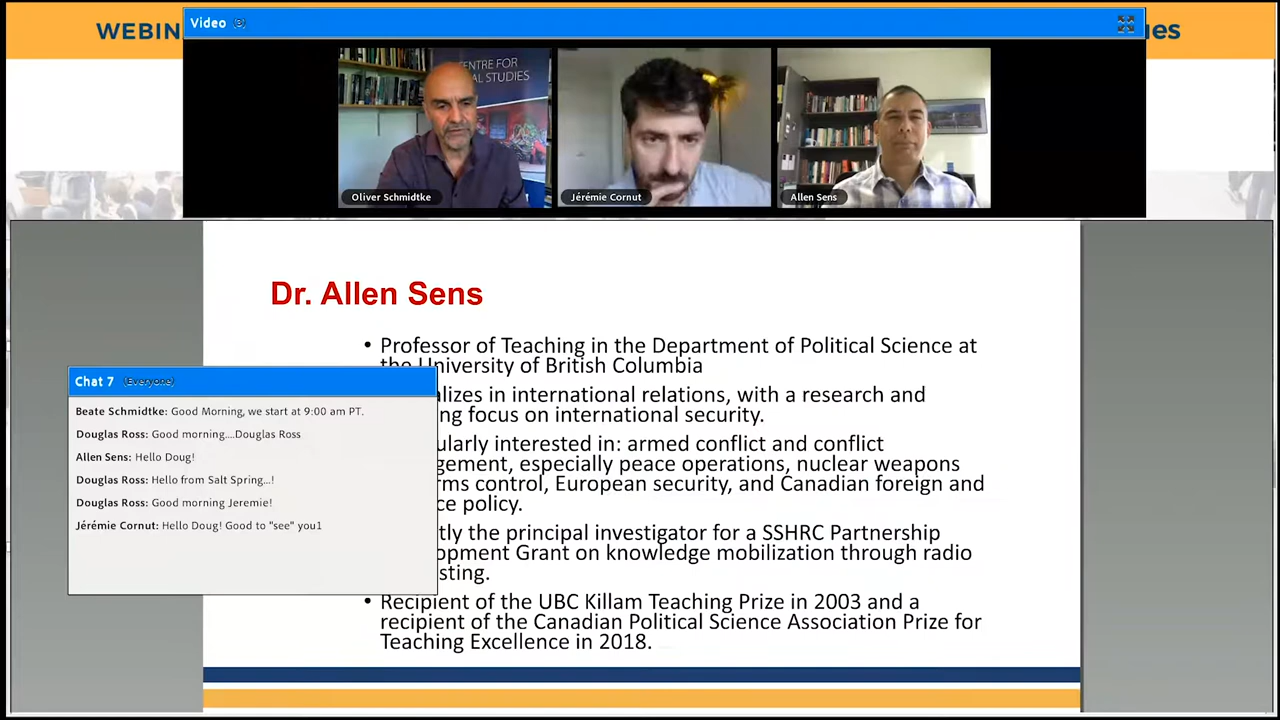 WEBIN
ies
Video (3)
CENTRE FOR
AL STUDIES
Oliver Schmidtke
Jérémie Cornut
Allen Sens
Dr. Allen Sens
• Professor of Teaching in the Department of Political Science at
the University of British Columbia
alizes in international relations, with a research and
ng focus on international security.
ularly interested in: armed conflict and conflict
gement, especially peace operations, nuclear weapons
rms control, European security, and Canadian foreign and
ce policy.
tly the principal investigator for a SSHRC Partnership
opment Grant on knowledge mobilization through radio
sting.
• Recipient of the UBC Killam Teaching Prize in 2003 and a
recipient of the Canadian Political Science Association Prize for
Teaching Excellence in 2018.
Chat 7 (Everyone)
Beate Schmidtke: Good Morning, we start at 9:00 am PT.
Douglas Ross: Good morning....Douglas Ross
Allen Sens: Hello Doug!
Douglas Ross: Hello from Salt Spring...!
Douglas Ross: Good morning Jeremie!
Jérémie Cornut: Hello Doug! Good to "see" you1